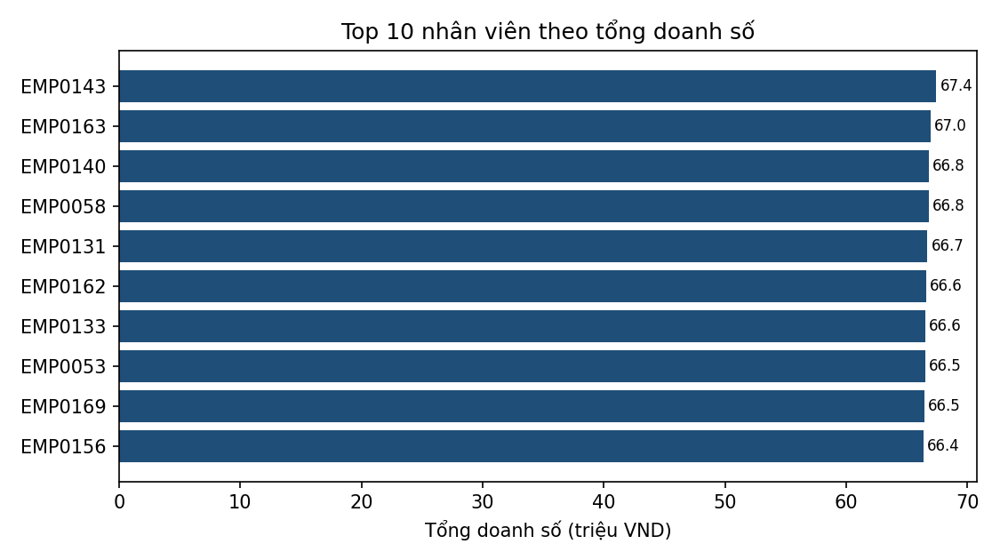 Top 10 nhân viên theo tổng doanh số
EMP0143 67.4
EMP0163 67.0
EMP0140 66.8
EMP0058 66.8
EMP0131 66.7
EMP0162 66.6
EMP0133 66.6
EMP0053 66.5
EMP0169 66.5
EMP0156 66.4
0 10 20 30 40 50 60 70
Tổng doanh số (triệu VND)